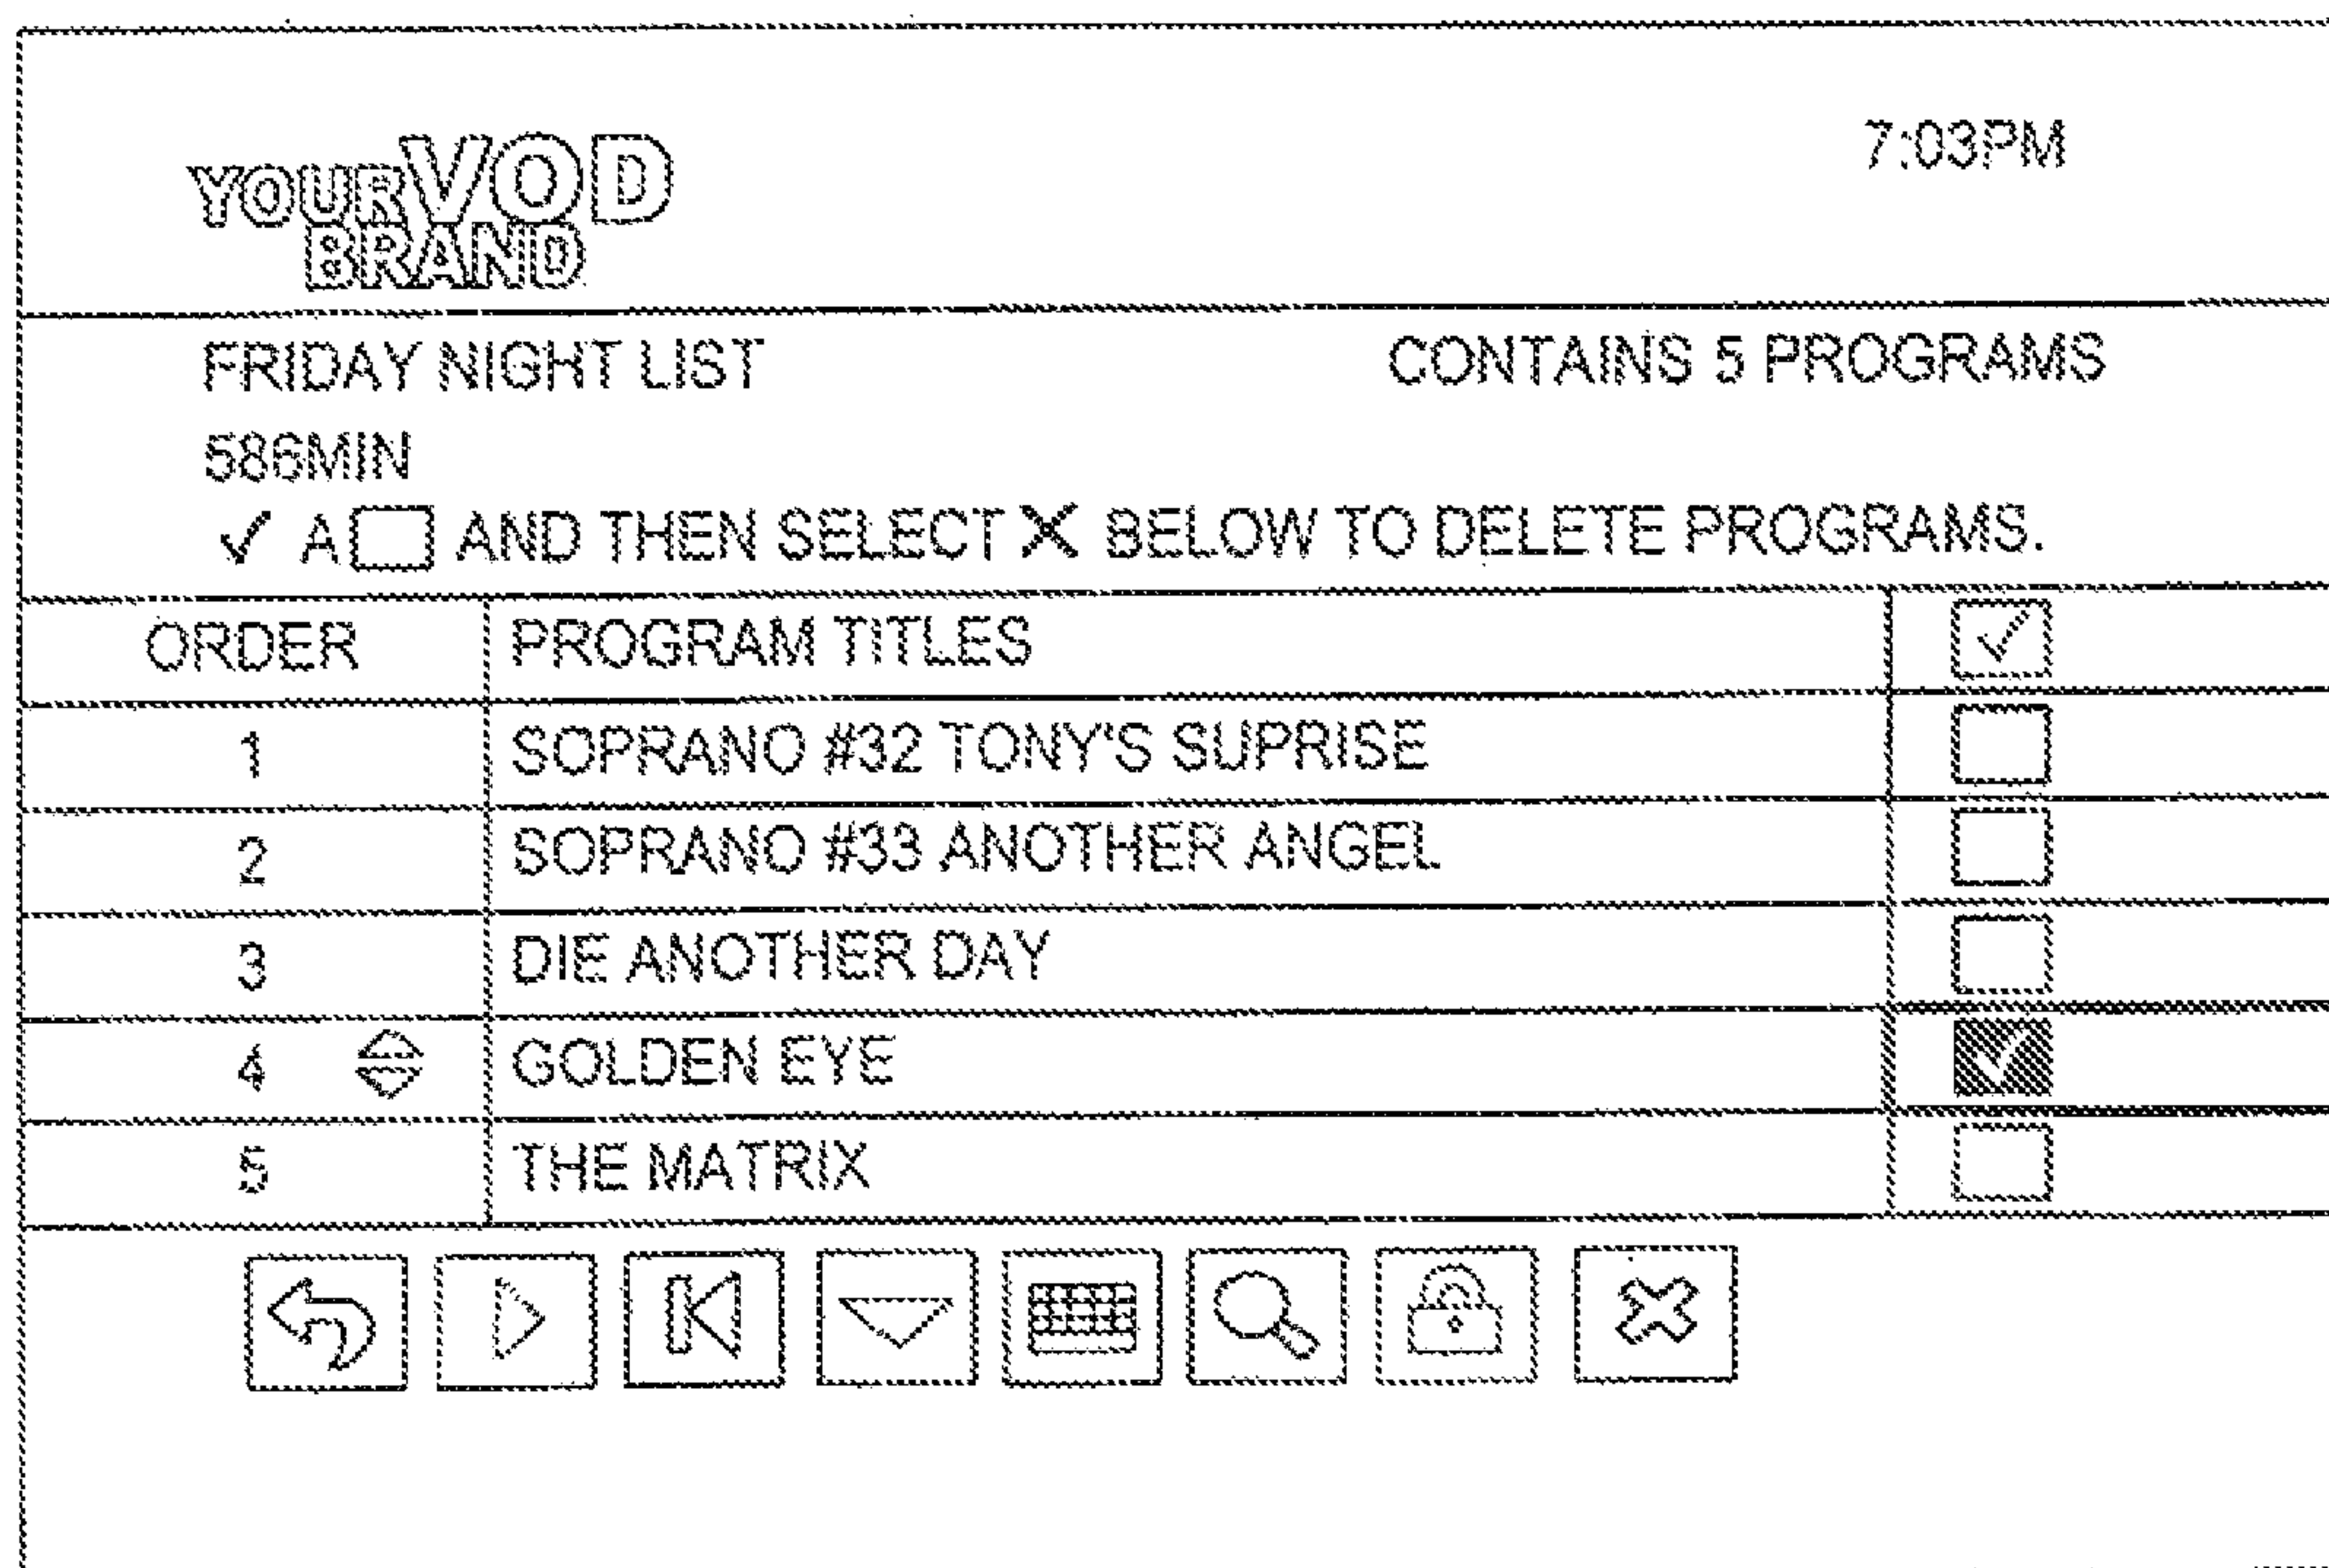 YOUR VOD
BRAND
7:03PM
FRIDAY NIGHT LIST
CONTAINS 5 PROGRAMS
586MIN
✓ A ☐ AND THEN SELECT X BELOW TO DELETE PROGRAMS.
ORDER PROGRAM TITLES ✓
1 SOPRANO #32 TONY'S SUPRISE
2 SOPRANO #33 ANOTHER ANGEL
3 DIE ANOTHER DAY
4 GOLDEN EYE ✓
5 THE MATRIX